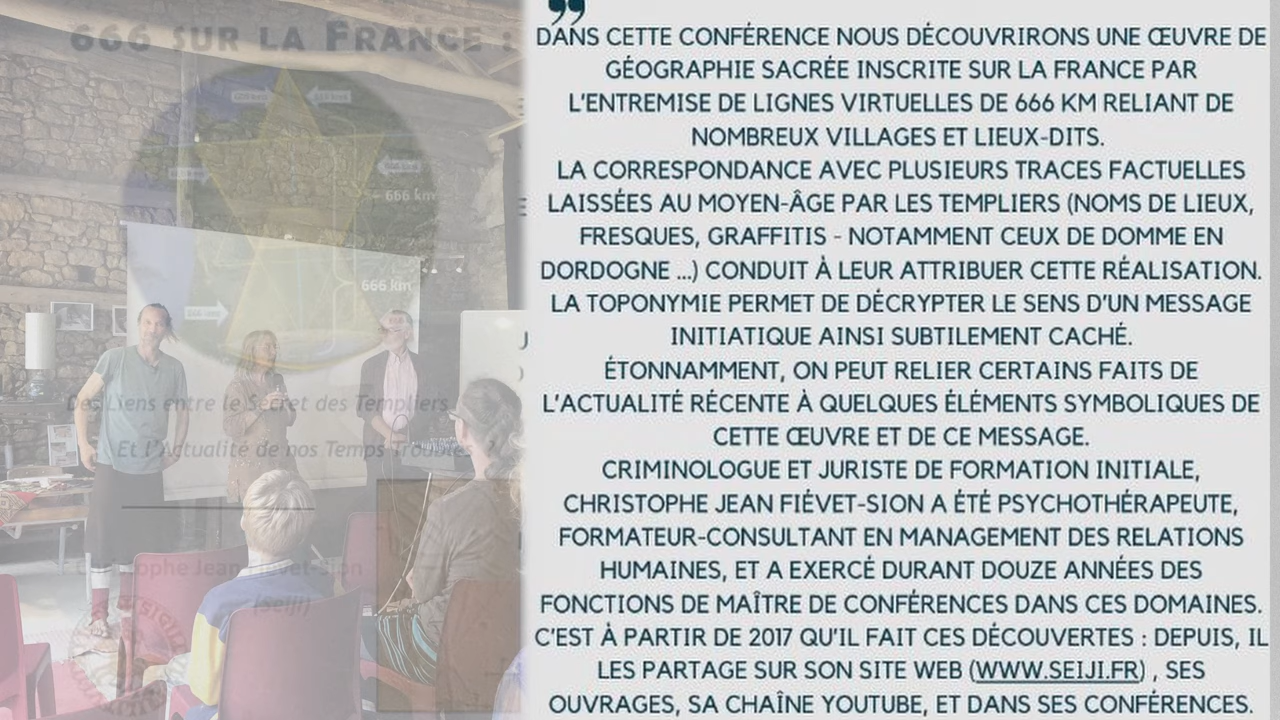 666 SUR LA FRANCE :
666 km
666 km
Des Liens entre le Secret des Templiers
Et l'Actualité de nos Temps Troublés ?
Christophe Jean Fiévet-Sion
(Seiji)
DANS CETTE CONFÉRENCE NOUS DÉCOUVRIRONS UNE ŒUVRE DE
GÉOGRAPHIE SACRÉE INSCRITE SUR LA FRANCE PAR
L'ENTREMISE DE LIGNES VIRTUELLES DE 666 KM RELIANT DE
NOMBREUX VILLAGES ET LIEUX-DITS.
LA CORRESPONDANCE AVEC PLUSIEURS TRACES FACTUELLES
LAISSÉES AU MOYEN-ÂGE PAR LES TEMPLIERS (NOMS DE LIEUX,
FRESQUES, GRAFFITIS - NOTAMMENT CEUX DE DOMME EN
DORDOGNE ...) CONDUIT À LEUR ATTRIBUER CETTE RÉALISATION.
LA TOPONYMIE PERMET DE DÉCRYPTER LE SENS D'UN MESSAGE
INITIATIQUE AINSI SUBTILEMENT CACHÉ.
ÉTONNAMMENT, ON PEUT RELIER CERTAINS FAITS DE
L'ACTUALITÉ RÉCENTE À QUELQUES ÉLÉMENTS SYMBOLIQUES DE
CETTE ŒUVRE ET DE CE MESSAGE.
CRIMINOLOGUE ET JURISTE DE FORMATION INITIALE,
CHRISTOPHE JEAN FIÉVET-SION A ÉTÉ PSYCHOTHÉRAPEUTE,
FORMATEUR-CONSULTANT EN MANAGEMENT DES RELATIONS
HUMAINES, ET A EXERCÉ DURANT DOUZE ANNÉES DES
FONCTIONS DE MAÎTRE DE CONFÉRENCES DANS CES DOMAINES.
C'EST À PARTIR DE 2017 QU'IL FAIT CES DÉCOUVERTES : DEPUIS, IL
LES PARTAGE SUR SON SITE WEB (WWW.SEIJI.FR) , SES
OUVRAGES, SA CHAÎNE YOUTUBE, ET DANS SES CONFÉRENCES.